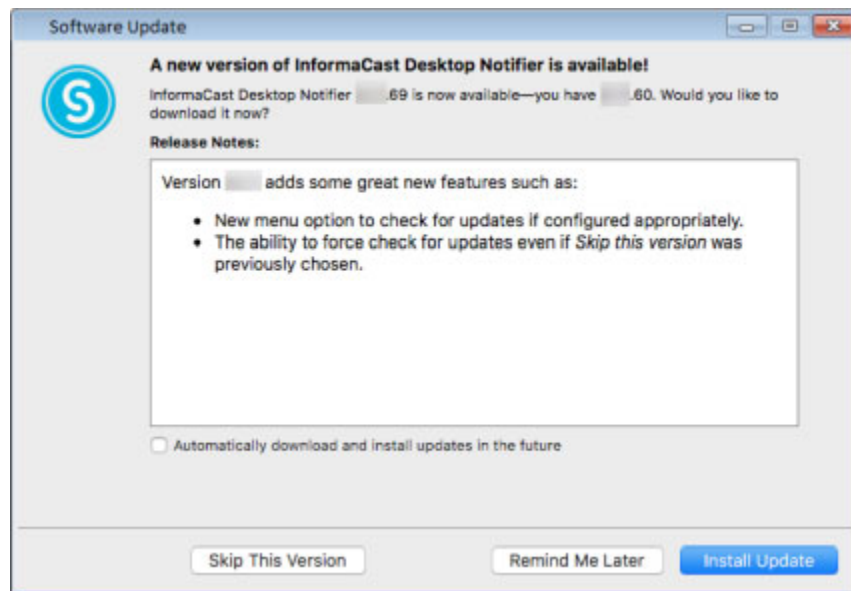 Software Update
A new version of InformaCast Desktop Notifier is available!
InformaCast Desktop Notifier .69 is now available—you have .60. Would you like to
download it now?
Release Notes:
Version adds some great new features such as:
• New menu option to check for updates if configured appropriately.
• The ability to force check for updates even if Skip this version was
previously chosen.
Automatically download and install updates in the future
Skip This Version
Remind Me Later
Install Update